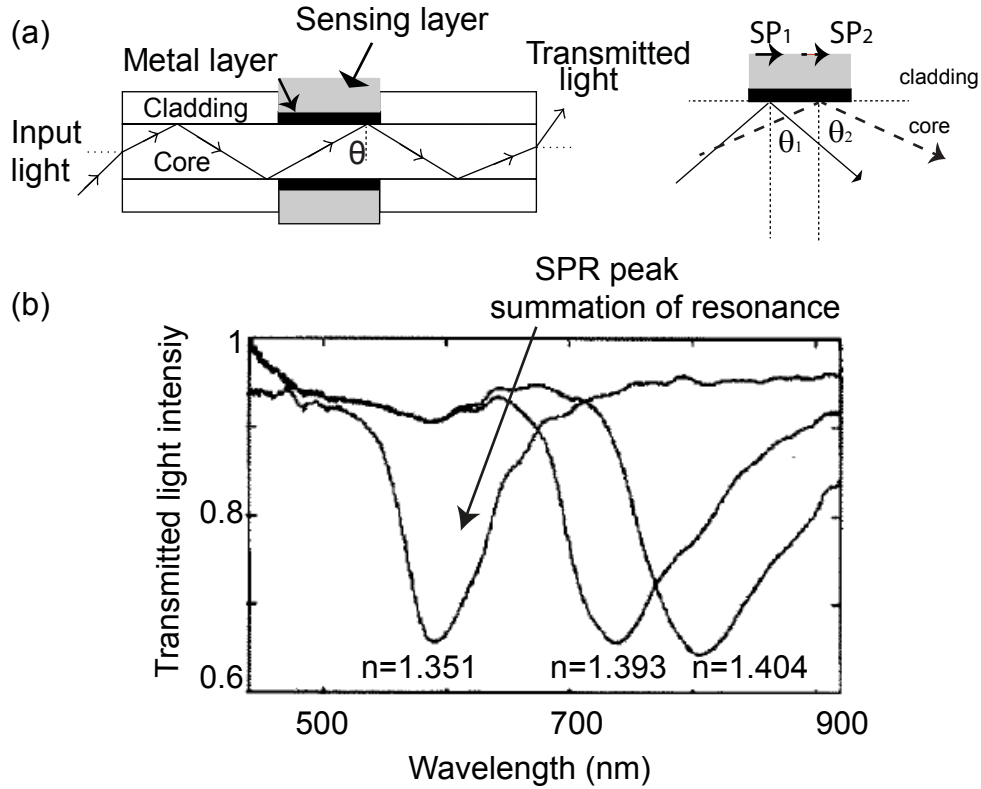 (a)
Sensing layer
Metal layer
Transmitted
light
Cladding
Input
light
Core
θ
SP1
SP2
cladding
core
θ1
θ2
(b)
SPR peak
summation of resonance
Transmitted light intensiy
1
0.8
0.6
n=1.351
n=1.393
n=1.404
500
700
900
Wavelength (nm)